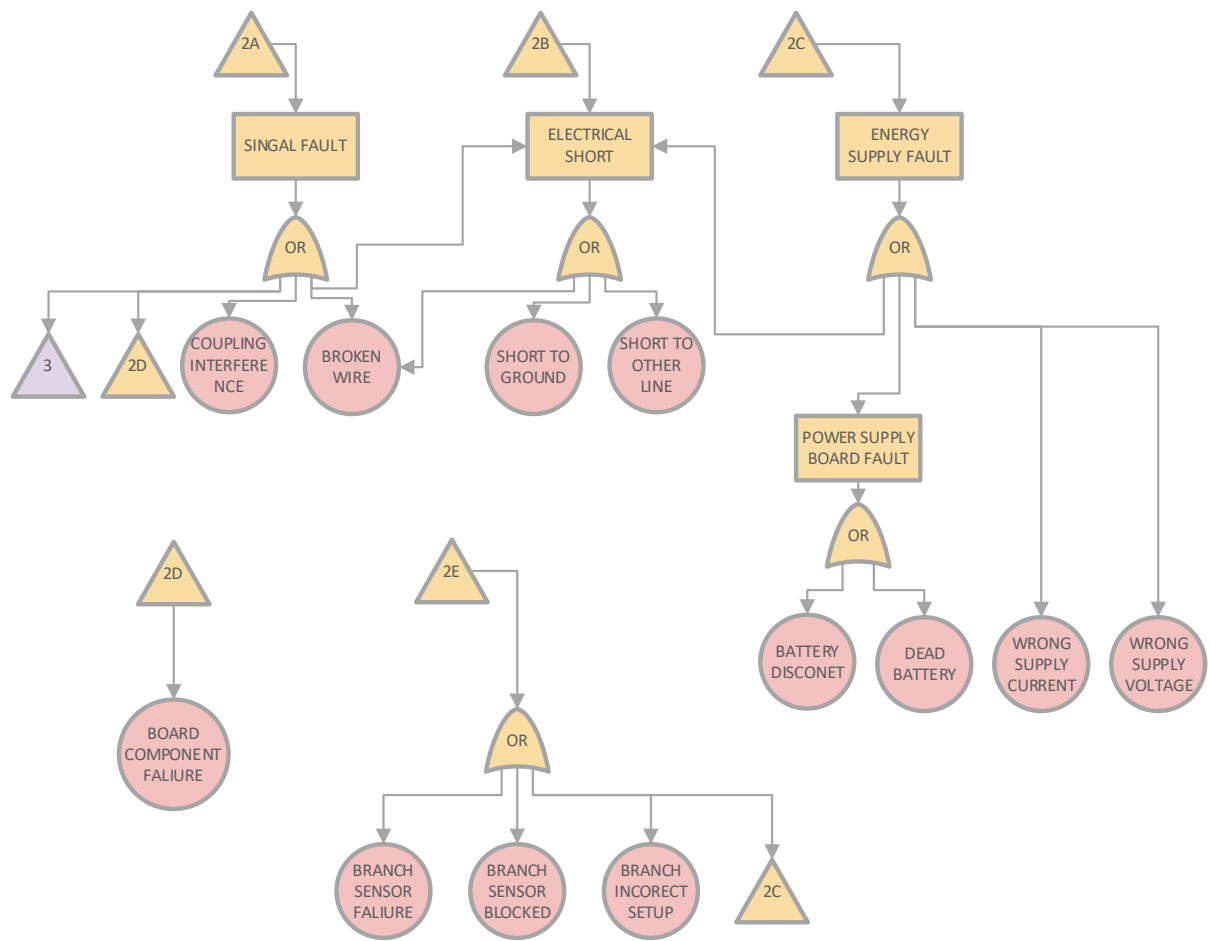 2A
2B
2C
SINGAL FAULT
ELECTRICAL
SHORT
ENERGY
SUPPLY FAULT
OR
OR
OR
3
2D
COUPLING
INTERFERE
NCE
BROKEN
WIRE
SHORT TO
GROUND
SHORT TO
OTHER
LINE
POWER SUPPLY
BOARD FAULT
OR
BATTERY
DISCONET
DEAD
BATTERY
WRONG
SUPPLY
CURRENT
WRONG
SUPPLY
VOLTAGE
2D
BOARD
COMPONENT
FALIURE
2E
OR
BRANCH
SENSOR
FALIURE
BRANCH
SENSOR
BLOCKED
BRANCH
INCORECT
SETUP
2C